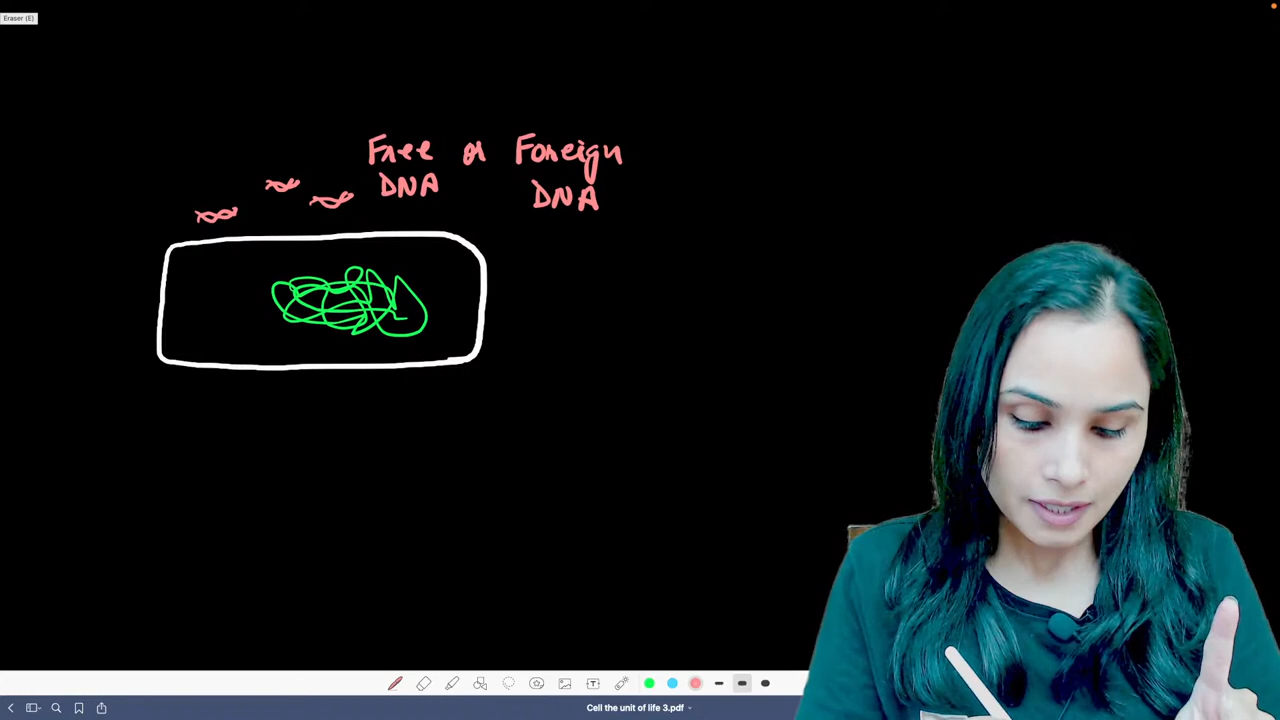 Eraser (E)
Free or Foreign
DNA DNA
Cell the unit of life 3.pdf